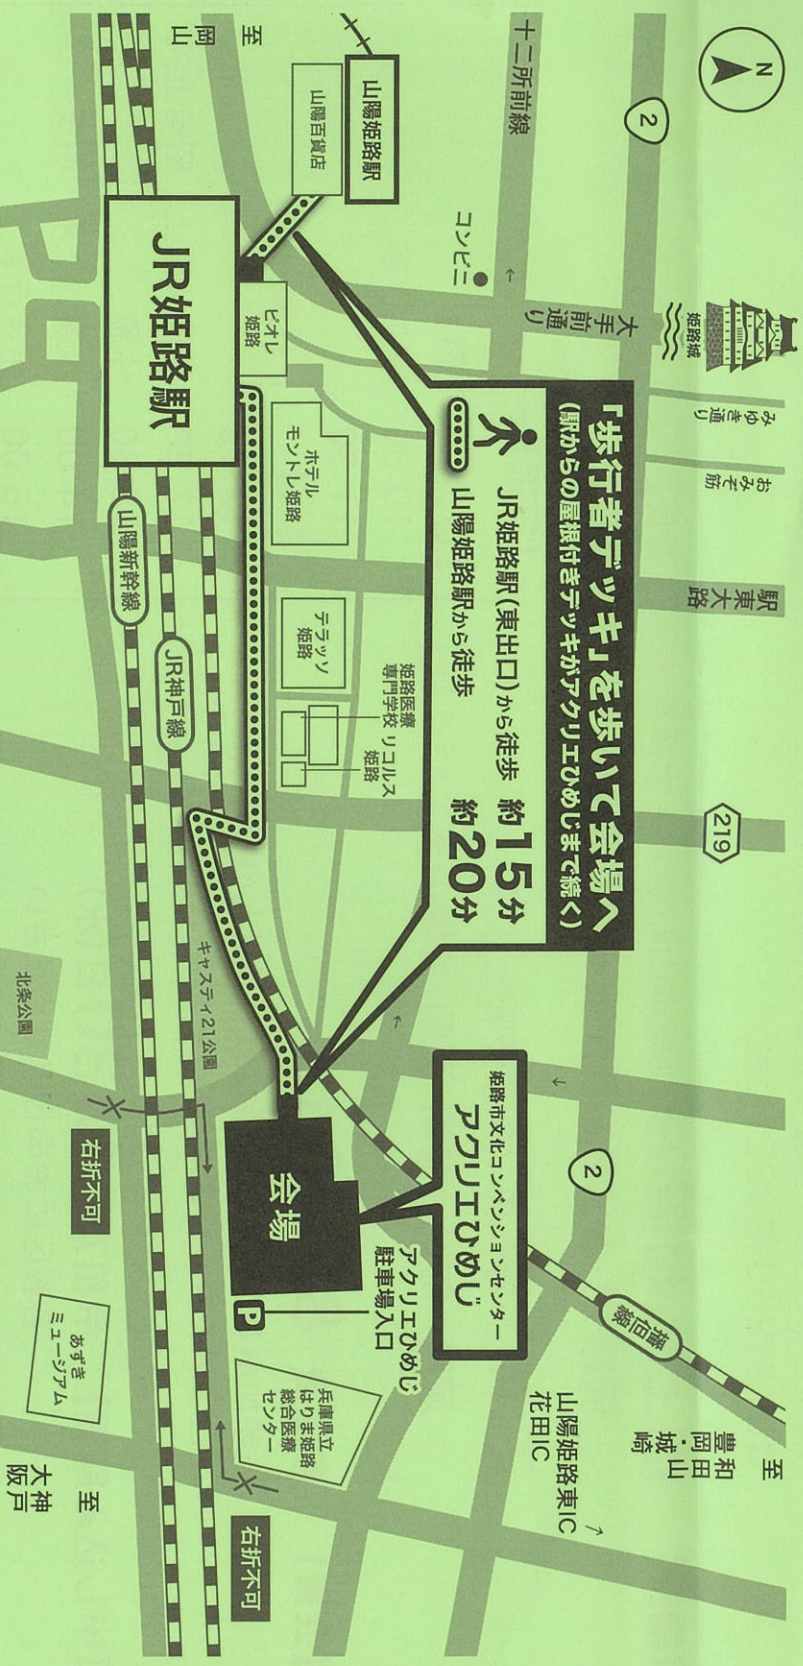 N
2
十二所前線
至
岡山
山陽姫路駅
山陽百貨店
コンビニ
↑
大手前通り
姫路城
みゆき通り
おみぞ筋
駅東大路
219
「歩行者デッキ」を歩いて会場へ
(駅からの屋根付きデッキがアクリエひめじまで続く)
JR姫路駅(東出口)から徒歩 約15分
山陽姫路駅から徒歩 約20分
JR姫路駅
ピオレ
姫路
ホテル
モントレ姫路
テラッソ
姫路
姫路医療
専門学校
リコルス
姫路
山陽新幹線
JR神戸線
キャスティ21公園
北条公園
姫路市文化コンベンションセンター
アクリエひめじ
会場
アクリエひめじ
駐車場入口
P
2
播但線
至
和田山
豊岡・城崎
山陽姫路東IC
花田IC
兵庫県立
はりま姫路
総合医療
センター
右折不可
右折不可
あずき
ミュージアム
至
神戸
大阪